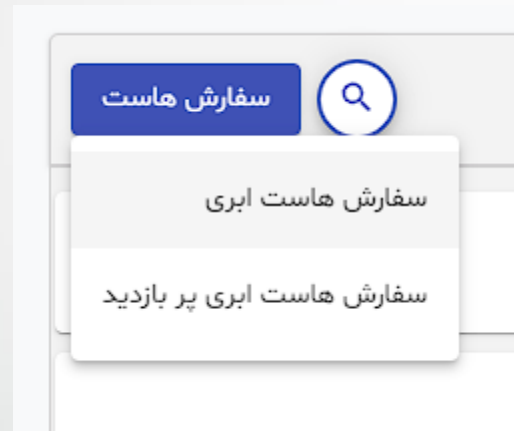 سفارش هاست
سفارش هاست ابری
سفارش هاست ابری پر بازدید